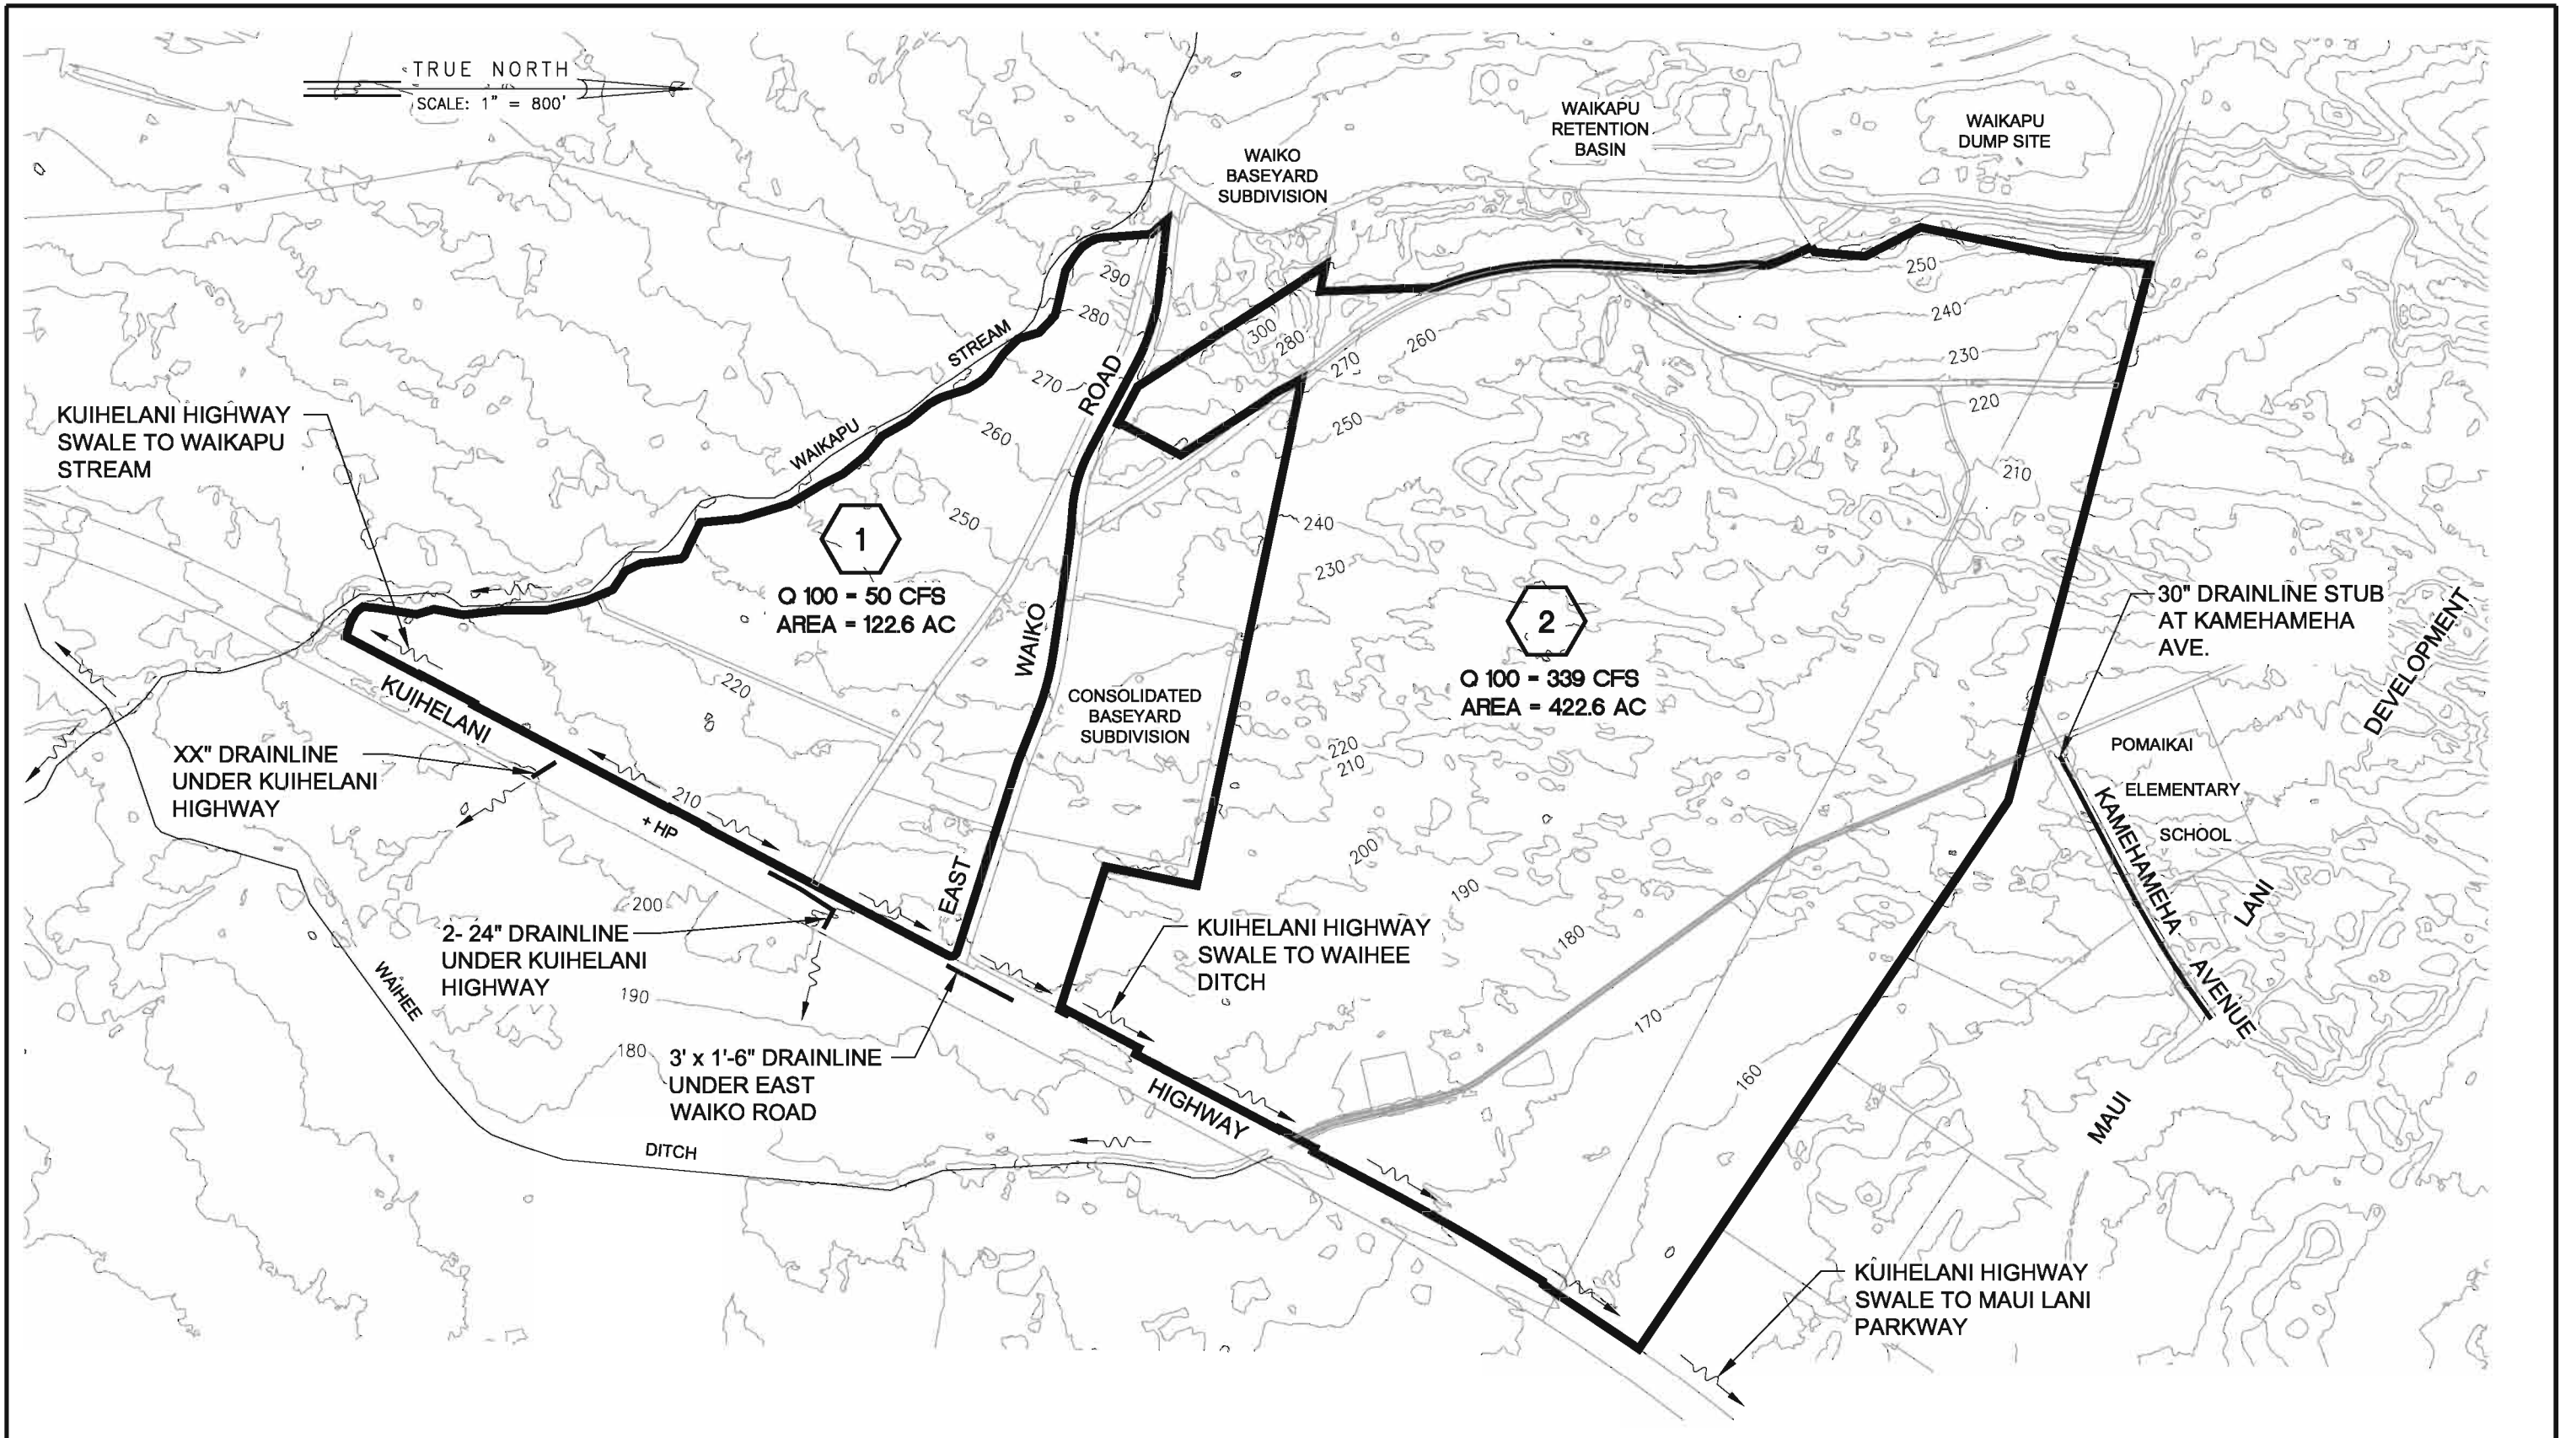 TRUE NORTH
SCALE: 1" = 800'
WAIKO
BASEYARD
SUBDIVISION
WAIKAPU
RETENTION
BASIN
WAIKAPU
DUMP SITE
290
280
270
260
250
WAIKAPU STREAM
300
280
270
260
250
240
230
220
210
250
240
230
220
210
200
190
180
170
160
KUIHELANI HIGHWAY
SWALE TO WAIKAPU
STREAM
1
Q 100 = 50 CFS
AREA = 122.6 AC
2
Q 100 = 339 CFS
AREA = 422.6 AC
30" DRAINLINE STUB
AT KAMEHAMEHA
AVE.
EAST WAIKO ROAD
CONSOLIDATED
BASEYARD
SUBDIVISION
220
210
+ HP
200
190
180
KUIHELANI HIGHWAY
XX" DRAINLINE
UNDER KUIHELANI
HIGHWAY
2- 24" DRAINLINE
UNDER KUIHELANI
HIGHWAY
3' x 1'-6" DRAINLINE
UNDER EAST
WAIKO ROAD
KUIHELANI HIGHWAY
SWALE TO WAIHEE
DITCH
WAIHEE DITCH
POMAIKAI
ELEMENTARY
SCHOOL
KAMEHAMEHA AVENUE
MAUI LANI DEVELOPMENT
KUIHELANI HIGHWAY
SWALE TO MAUI LANI
PARKWAY